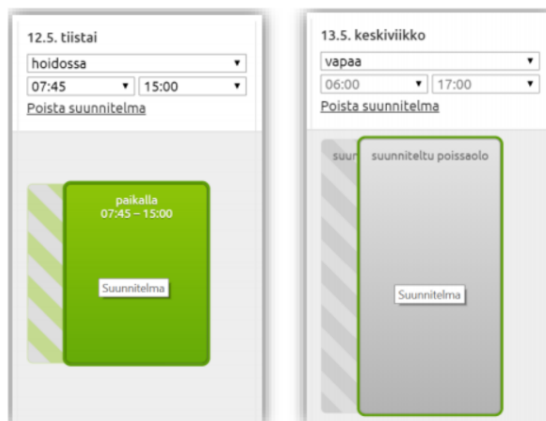 12.5. tiistai
hoidossa
07:45 15:00
Poista suunnitelma
paikalla
07:45 – 15:00
Suunnitelma
13.5. keskiviikko
vapaa
06:00 17:00
Poista suunnitelma
suur suunniteltu poissaolo
Suunnitelma